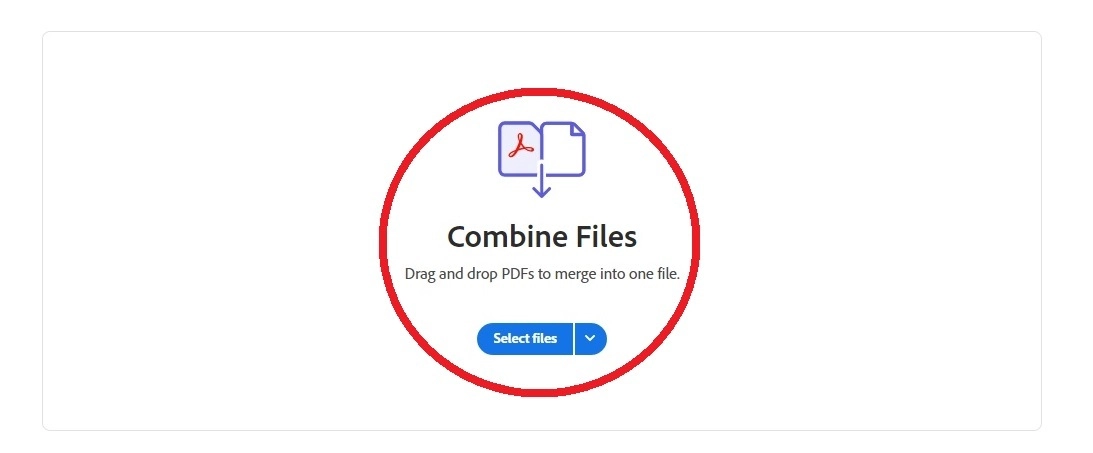 Combine Files
Drag and drop PDFs to merge into one file.
Select files